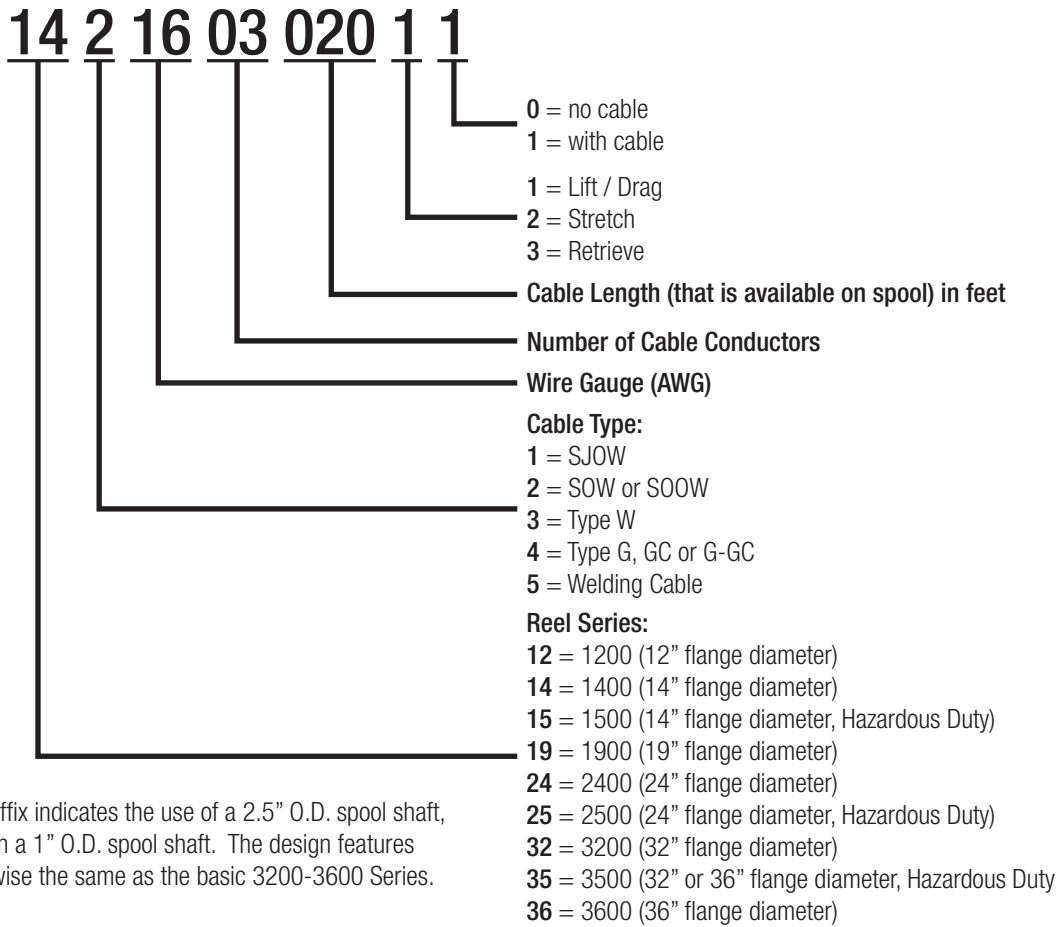 14 2 16 03 020 1 1
0 = no cable
1 = with cable
1 = Lift / Drag
2 = Stretch
3 = Retrieve
Cable Length (that is available on spool) in feet
Number of Cable Conductors
Wire Gauge (AWG)
Cable Type:
1 = SJOW
2 = SOW or SOOW
3 = Type W
4 = Type G, GC or G-GC
5 = Welding Cable
Reel Series:
12 = 1200 (12” flange diameter)
14 = 1400 (14” flange diameter)
15 = 1500 (14” flange diameter, Hazardous Duty)
19 = 1900 (19” flange diameter)
24 = 2400 (24” flange diameter)
25 = 2500 (24” flange diameter, Hazardous Duty)
32 = 3200 (32” flange diameter)
35 = 3500 (32” or 36” flange diameter, Hazardous Duty
36 = 3600 (36” flange diameter)
indicates the use of a 2.5” O.D. spool shaft,
a 1” O.D. spool shaft. The design features
the same as the basic 3200-3600 Series.